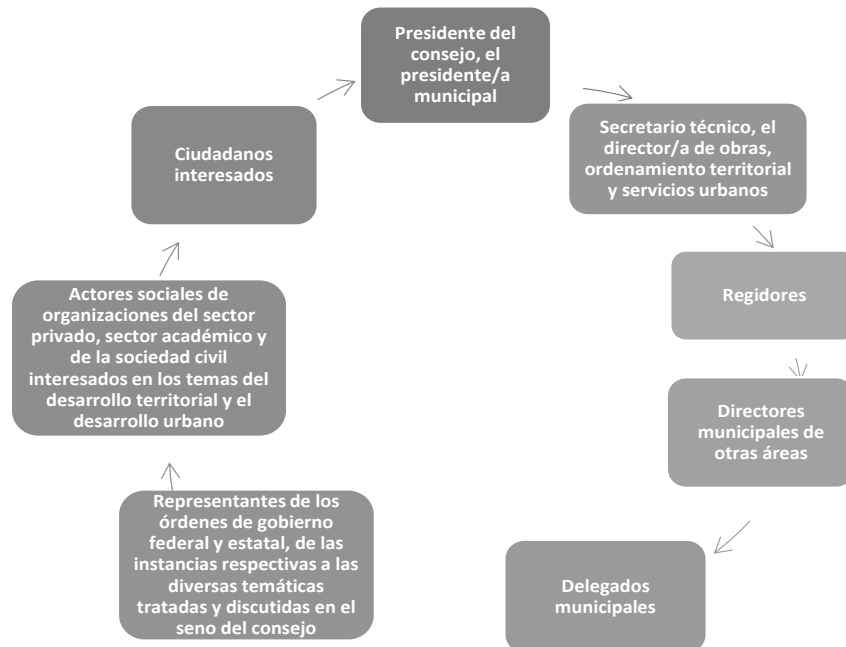 Presidente del
consejo, el
presidente/a
municipal
Secretario técnico, el
director/a de obras,
ordenamiento territorial
y servicios urbanos
Regidores
Directores
municipales de
otras áreas
Delegados
municipales
Representantes de los
órdenes de gobierno
federal y estatal, de las
instancias respectivas a las
diversas temáticas
tratadas y discutidas en el
seno del consejo
Actores sociales de
organizaciones del sector
privado, sector académico y
de la sociedad civil
interesados en los temas del
desarrollo territorial y el
desarrollo urbano
Ciudadanos
interesados